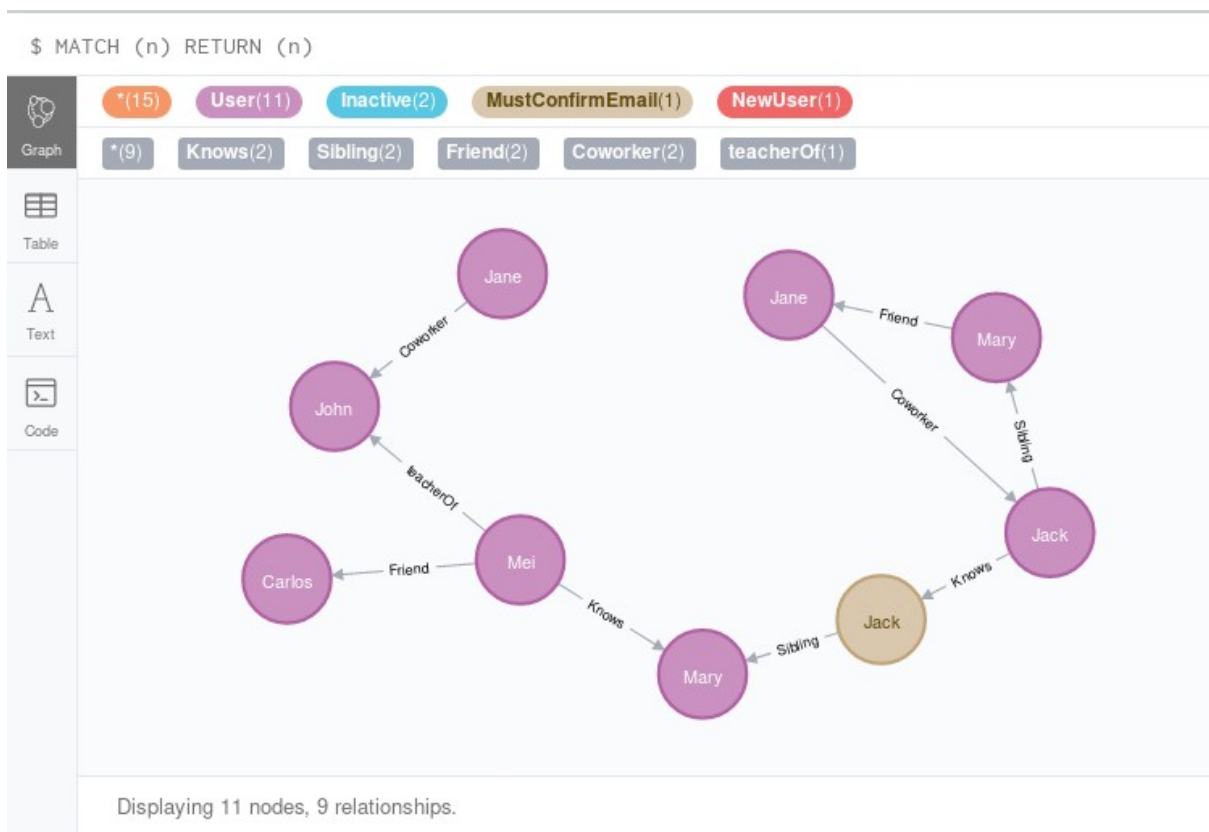 $ MATCH (n) RETURN (n)
*(15) User(11) Inactive(2) MustConfirmEmail(1) NewUser(1)
*(9) Knows(2) Sibling(2) Friend(2) Coworker(2) teacherOf(1)
Graph
Table
Text
Code
Jane
Coworker
John
teacherOf
Mei
Friend
Carlos
Knows
Mary
Sibling
Jack
Knows
Jack
Sibling
Mary
Friend
Jane
Coworker
Displaying 11 nodes, 9 relationships.